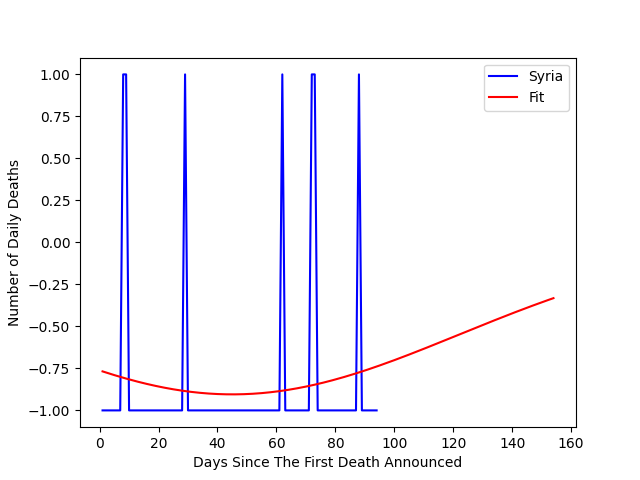 Syria
Fit
Number of Daily Deaths
1.00
0.75
0.50
0.25
0.00
−0.25
−0.50
−0.75
−1.00
0 20 40 60 80 100 120 140 160
Days Since The First Death Announced